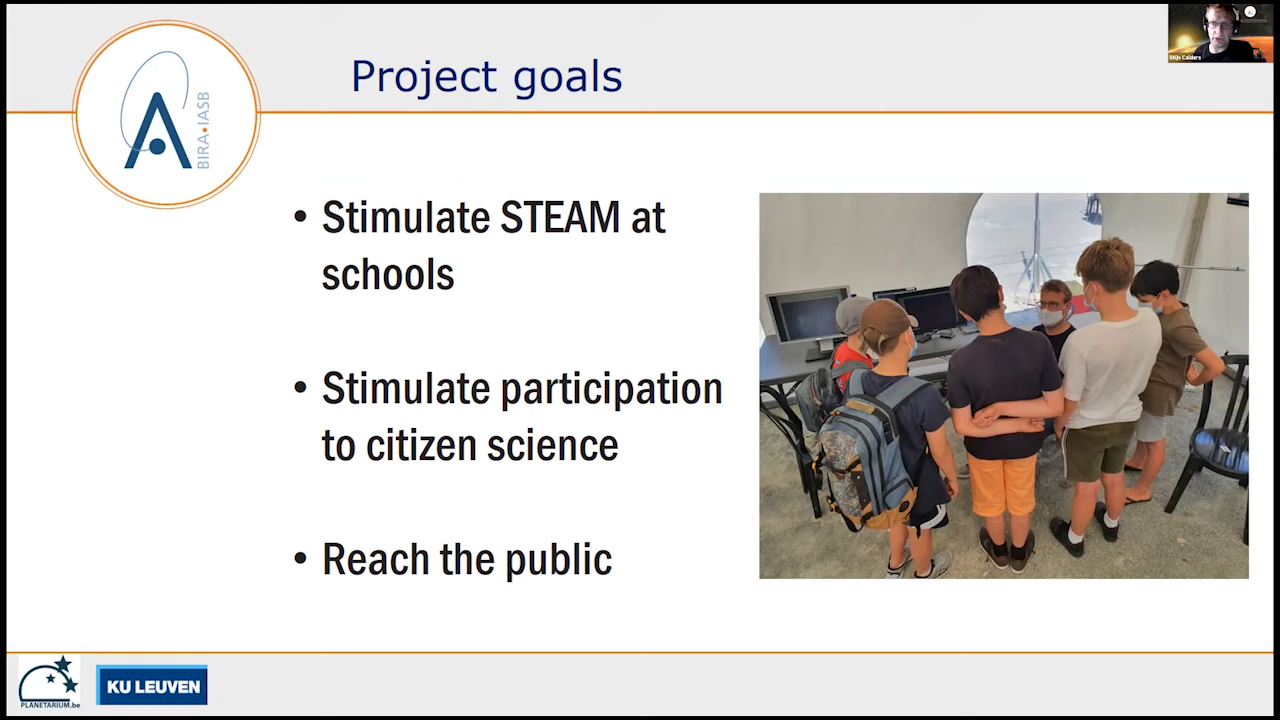 Project goals
BIRA•IASB
Stijn Calders
• Stimulate STEAM at
schools
• Stimulate participation
to citizen science
• Reach the public
PLANETARIUM.be
KU LEUVEN